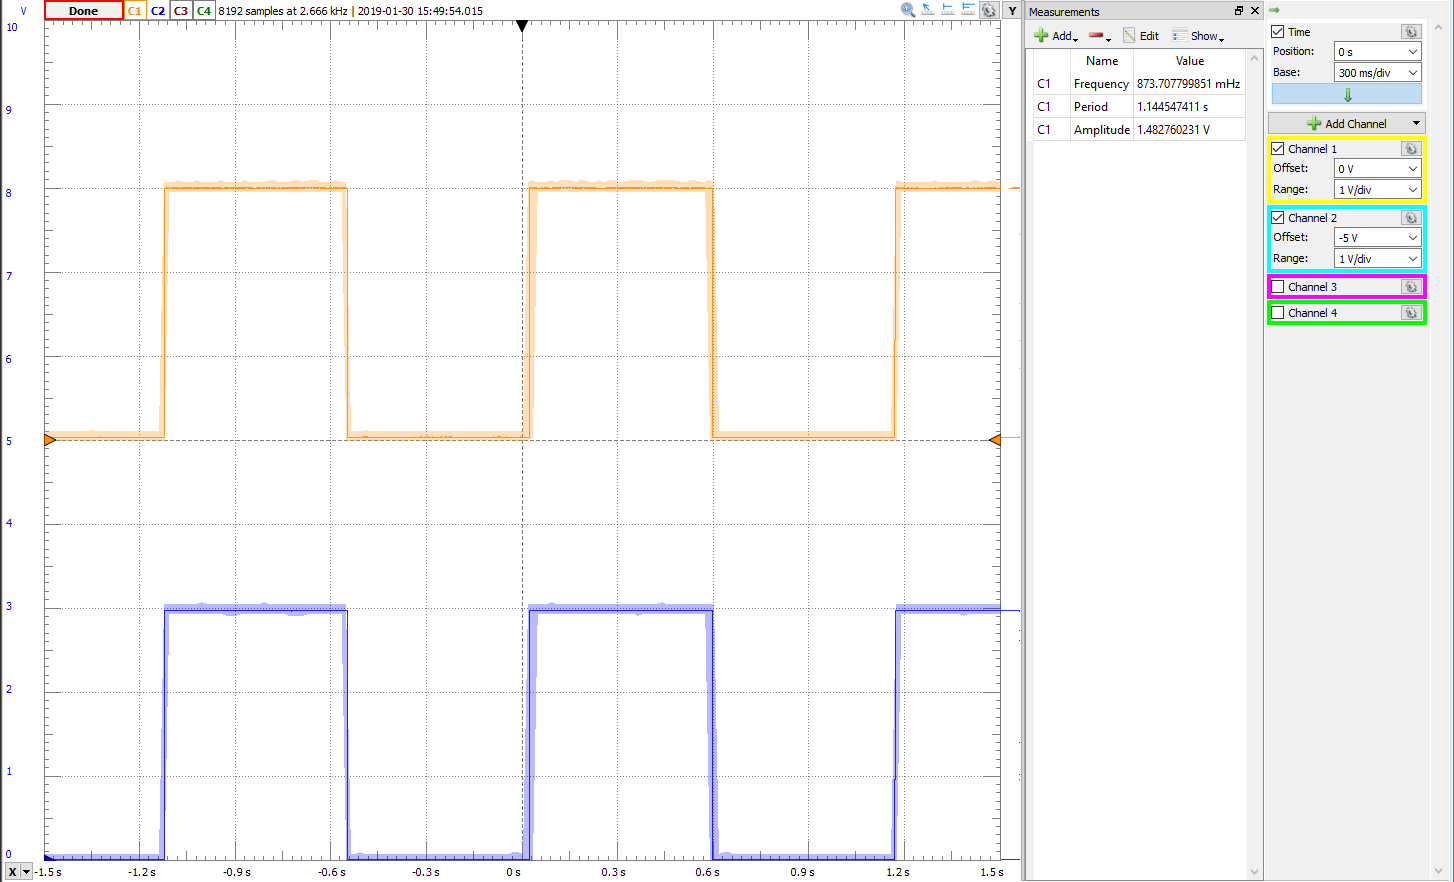 V Done C1 C2 C3 C4 8192 samples at 2.666 kHz | 2019-01-30 15:49:54.015 Y
10
9
8
7
6
5
4
3
2
1
0
X -1.5 s -1.2 s -0.9 s -0.6 s -0.3 s 0 s 0.3 s 0.6 s 0.9 s 1.2 s 1.5 s
Measurements
Add Edit Show
Name Value
C1 Frequency 873.707799851 mHz
C1 Period 1.144547411 s
C1 Amplitude 1.482760231 V
Time
Position: 0 s
Base: 300 ms/div
Add Channel
Channel 1
Offset: 0 V
Range: 1 V/div
Channel 2
Offset: -5 V
Range: 1 V/div
Channel 3
Channel 4